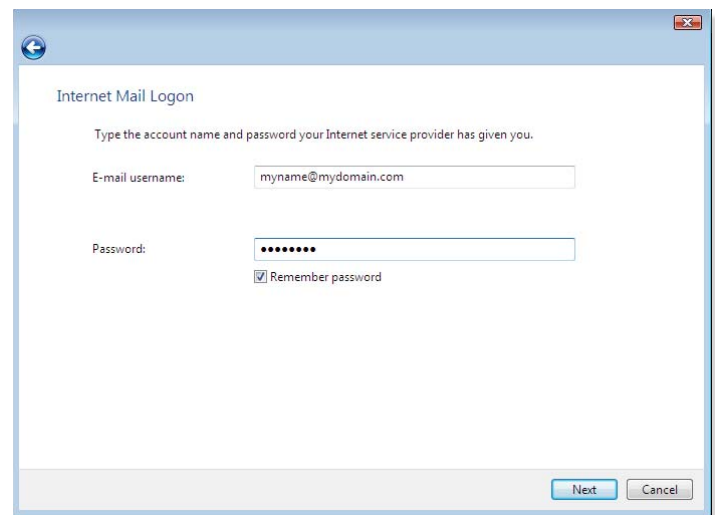 Internet Mail Logon
Type the account name and password your Internet service provider has given you.
E-mail username: myname@mydomain.com
Password: ••••••••
Remember password
Next Cancel